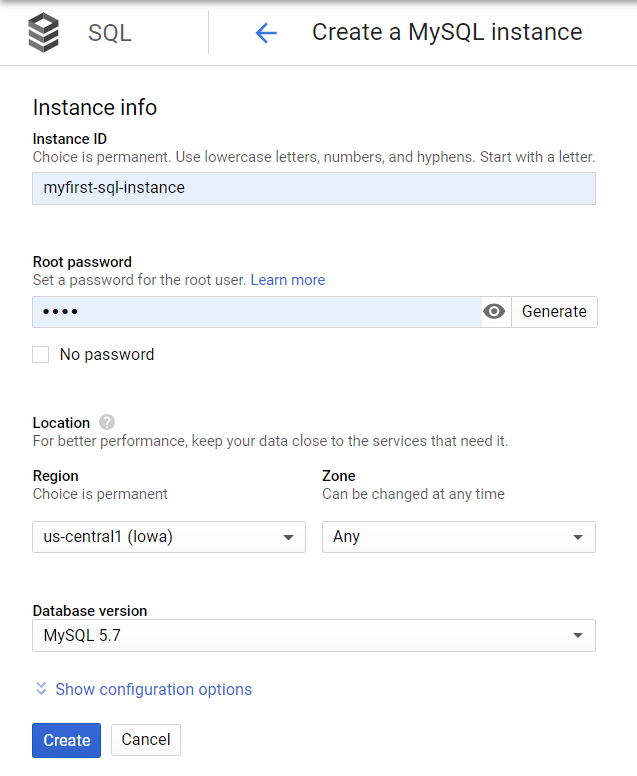 SQL
Create a MySQL instance
Instance info
Instance ID
Choice is permanent. Use lowercase letters, numbers, and hyphens. Start with a letter.
myfirst-sql-instance
Root password
Set a password for the root user. Learn more
•••• Generate
No password
Location ?
For better performance, keep your data close to the services that need it.
Region Zone
Choice is permanent Can be changed at any time
us-central1 (Iowa) Any
Database version
MySQL 5.7
Show configuration options
Create Cancel